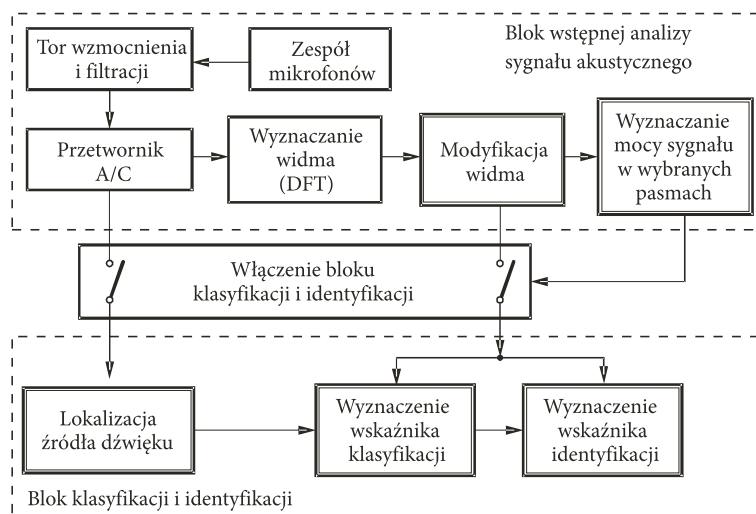 Tor wzmocnienia
i filtracji
Zespół
mikrofonów
Blok wstępnej analizy
sygnału akustycznego
Przetwornik
A/C
Wyznaczanie
widma
(DFT)
Modyfikacja
widma
Wyznaczanie
mocy sygnału
w wybranych
pasmach
Włączenie bloku
klasyfikacji i identyfikacji
Lokalizacja
źródła dźwięku
Wyznaczenie
wskaźnika
klasyfikacji
Wyznaczenie
wskaźnika
identyfikacji
Blok klasyfikacji i identyfikacji